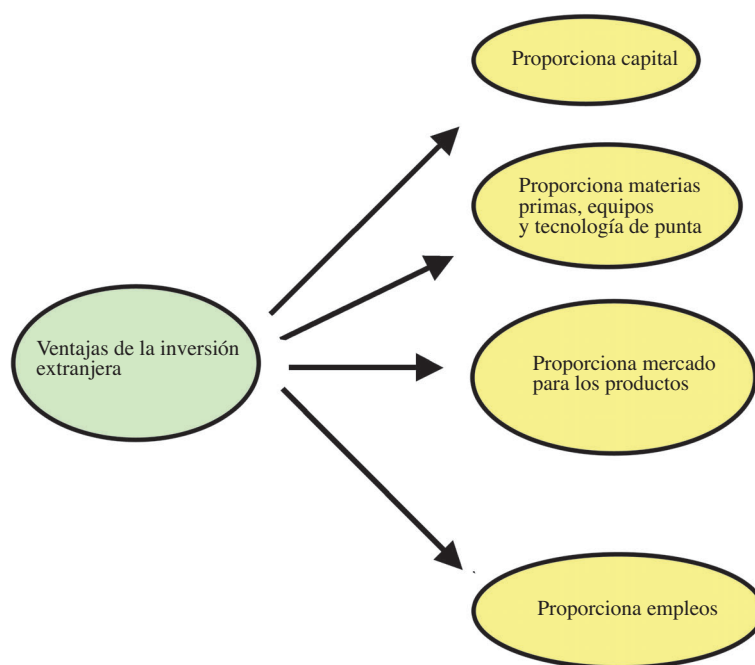 Proporciona capital
Proporciona materias
primas, equipos
y tecnología de punta
Ventajas de la inversión
extranjera
Proporciona mercado
para los productos
Proporciona empleos